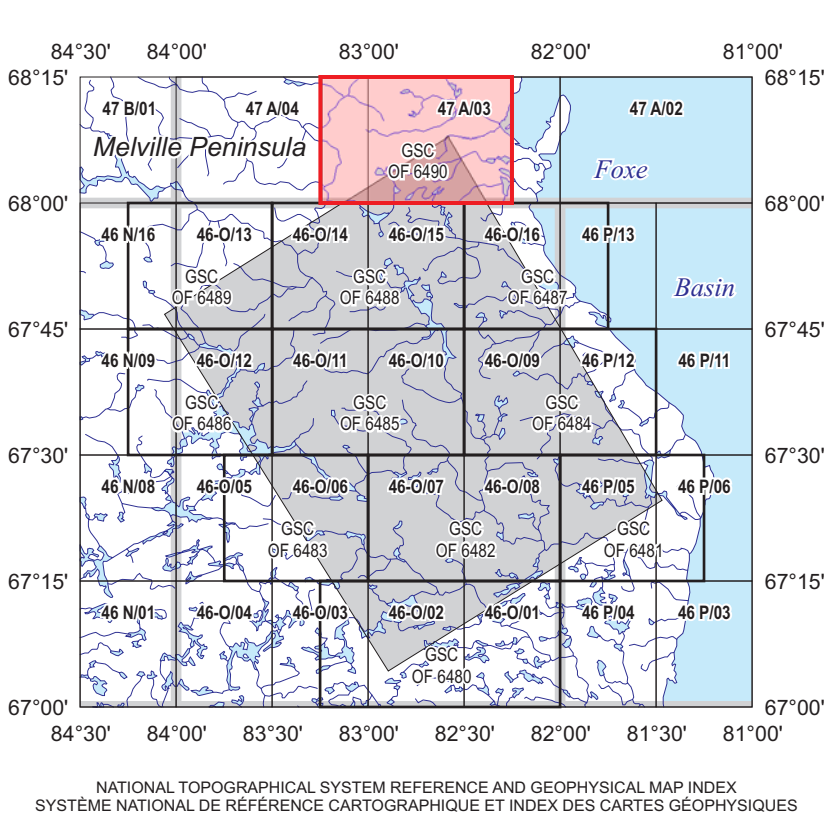 84°30' 84°00' 83°00' 82°00' 81°00'
68°15' 68°15'
47 B/01 47 A/04 47 A/03 47 A/02
Melville Peninsula
GSC
OF 6490
Foxe
68°00' 68°00'
46 N/16 46-O/13 46-O/14 46-O/15 46-O/16 46 P/13
GSC GSC GSC
OF 6489 OF 6488 OF 6487
Basin
67°45' 67°45'
46 N/09 46-O/12 46-O/11 46-O/10 46-O/09 46 P/12 46 P/11
GSC GSC GSC
OF 6486 OF 6485 OF 6484
67°30' 67°30'
46 N/08 46-O/05 46-O/06 46-O/07 46-O/08 46 P/05 46 P/06
GSC GSC GSC
OF 6483 OF 6482 OF 6481
67°15' 67°15'
46 N/01 46-O/04 46-O/03 46-O/02 46-O/01 46 P/04 46 P/03
GSC
OF 6480
67°00' 67°00'
84°30' 84°00' 83°30' 83°00' 82°30' 82°00' 81°30' 81°00'
NATIONAL TOPOGRAPHICAL SYSTEM REFERENCE AND GEOPHYSICAL MAP INDEX
SYSTÈME NATIONAL DE RÉFÉRENCE CARTOGRAPHIQUE ET INDEX DES CARTES GÉOPHYSIQUES